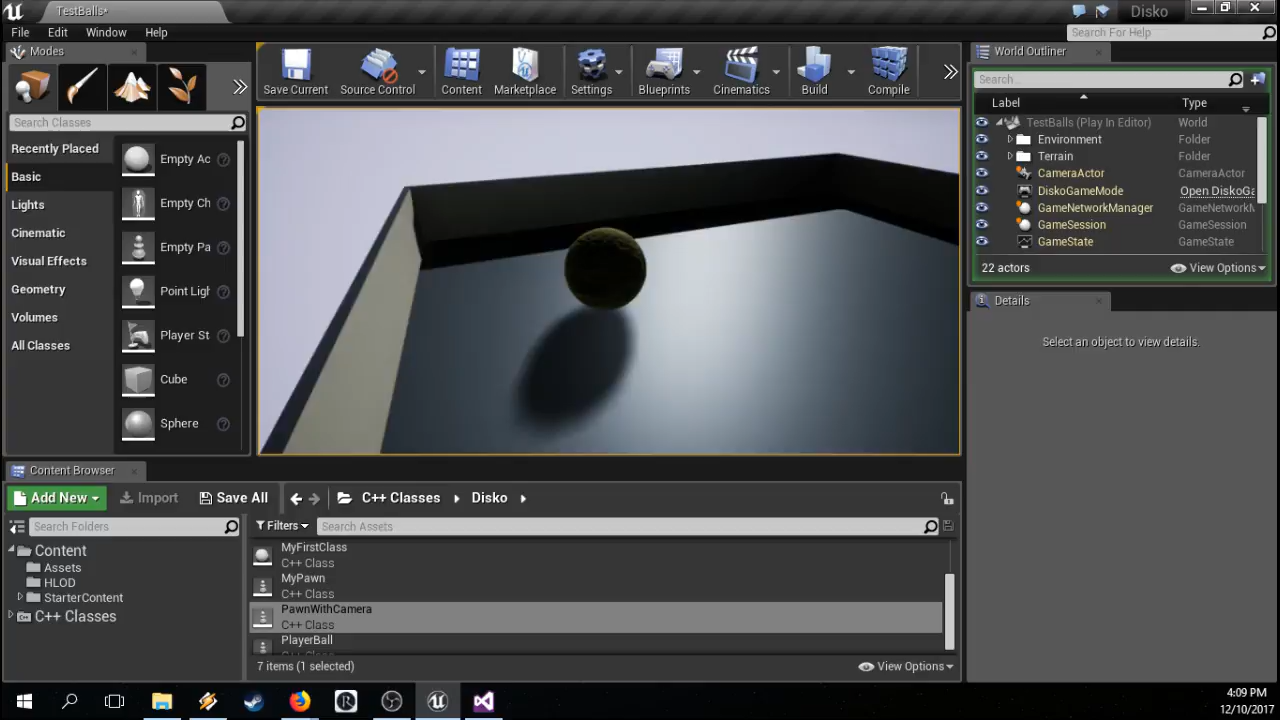 TestBalls*
Disko
File Edit Window Help
Search For Help
Modes
Search Classes
Recently Placed
Basic
Lights
Cinematic
Visual Effects
Geometry
Volumes
All Classes
Empty Ac
Empty Ch
Empty Pa
Point Ligh
Player St
Cube
Sphere
Save Current Source Control Content Marketplace Settings Blueprints Cinematics Build Compile
World Outliner
Search...
Label Type
TestBalls (Play In Editor) World
Environment Folder
Terrain Folder
CameraActor CameraActor
DiskoGameMode Open DiskoGa
GameNetworkManager GameNetworkM
GameSession GameSession
GameState GameState
22 actors View Options
Details
Select an object to view details.
Content Browser
Add New Import Save All C++ Classes Disko
Search Folders
Content
Assets
HLOD
StarterContent
C++ Classes
Filters Search Assets
MyFirstClass
C++ Class
MyPawn
C++ Class
PawnWithCamera
C++ Class
PlayerBall
C++ Class
7 items (1 selected) View Options
4:09 PM
12/10/2017